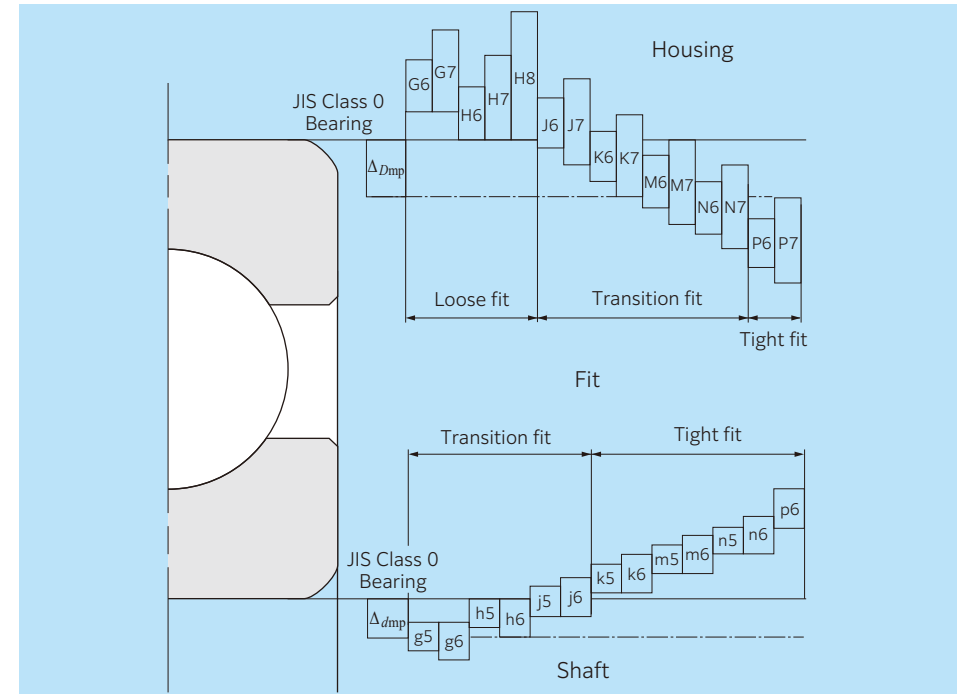 Housing
JIS Class 0
Bearing
ΔDmp
G6
G7
H6
H7
H8
J6
J7
K6
K7
M6
M7
N6
N7
P6
P7
Loose fit
Transition fit
Tight fit
Fit
Transition fit
Tight fit
JIS Class 0
Bearing
Δdmp
g5
g6
h5
h6
j5
j6
k5
k6
m5
m6
n5
n6
p6
Shaft